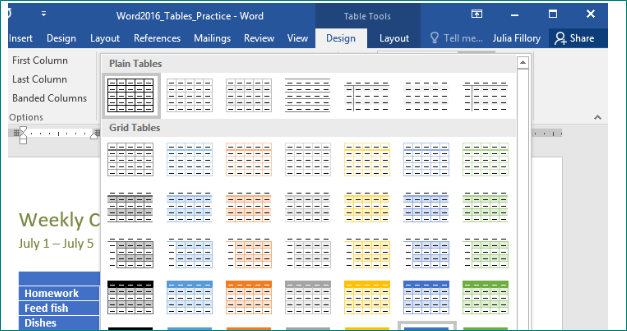 Word2016_Tables_Practice - Word
Table Tools
Insert Design Layout References Mailings Review View Design Layout Tell me... Julia Fillory Share
First Column
Last Column
Banded Columns
Options
Plain Tables
Grid Tables
Weekly C
July 1 – July 5
Homework
Feed fish
Dishes